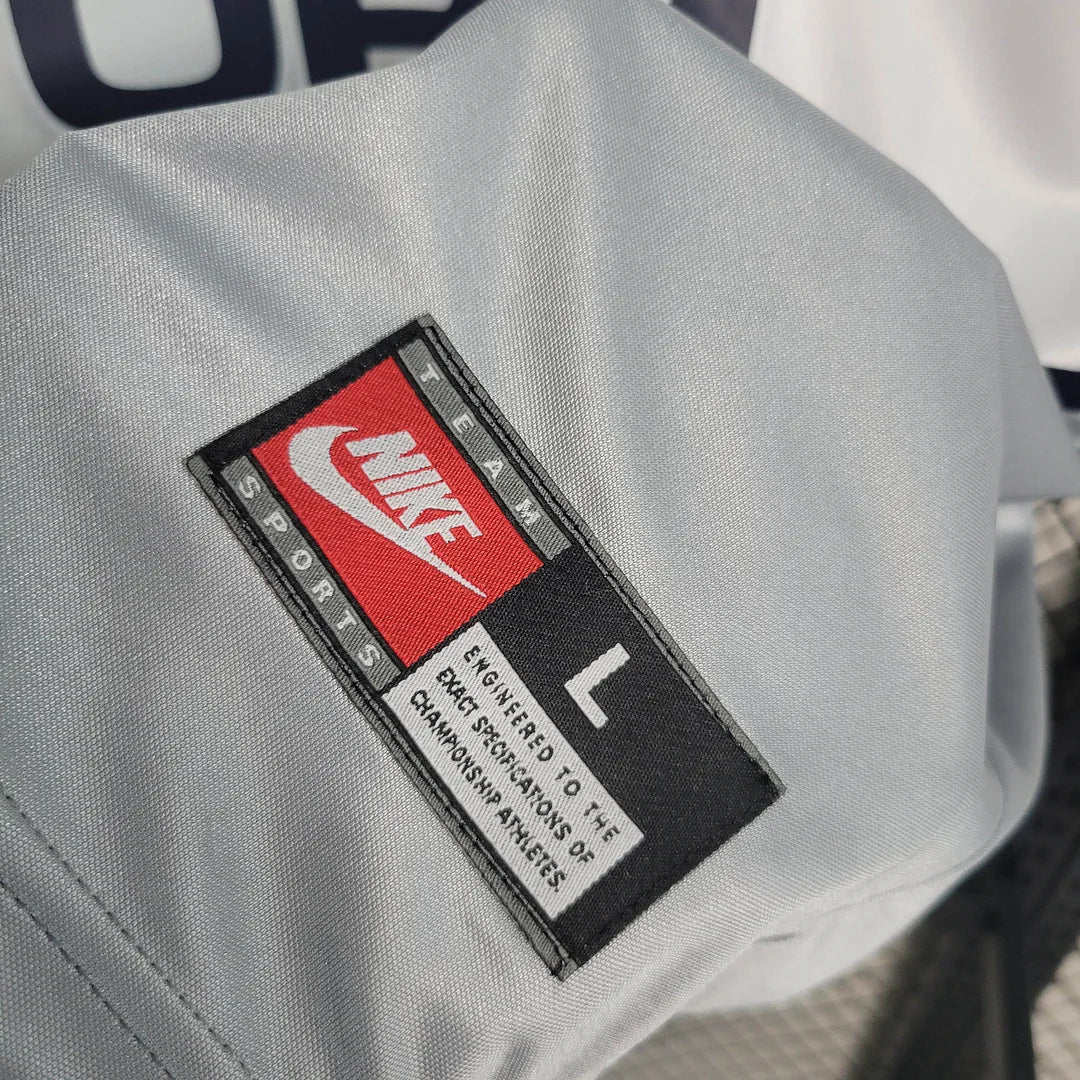 TEAM
NIKE
SPORTS
L
ENGINEERED TO THE
EXACT SPECIFICATIONS OF
CHAMPIONSHIP ATHLETES.